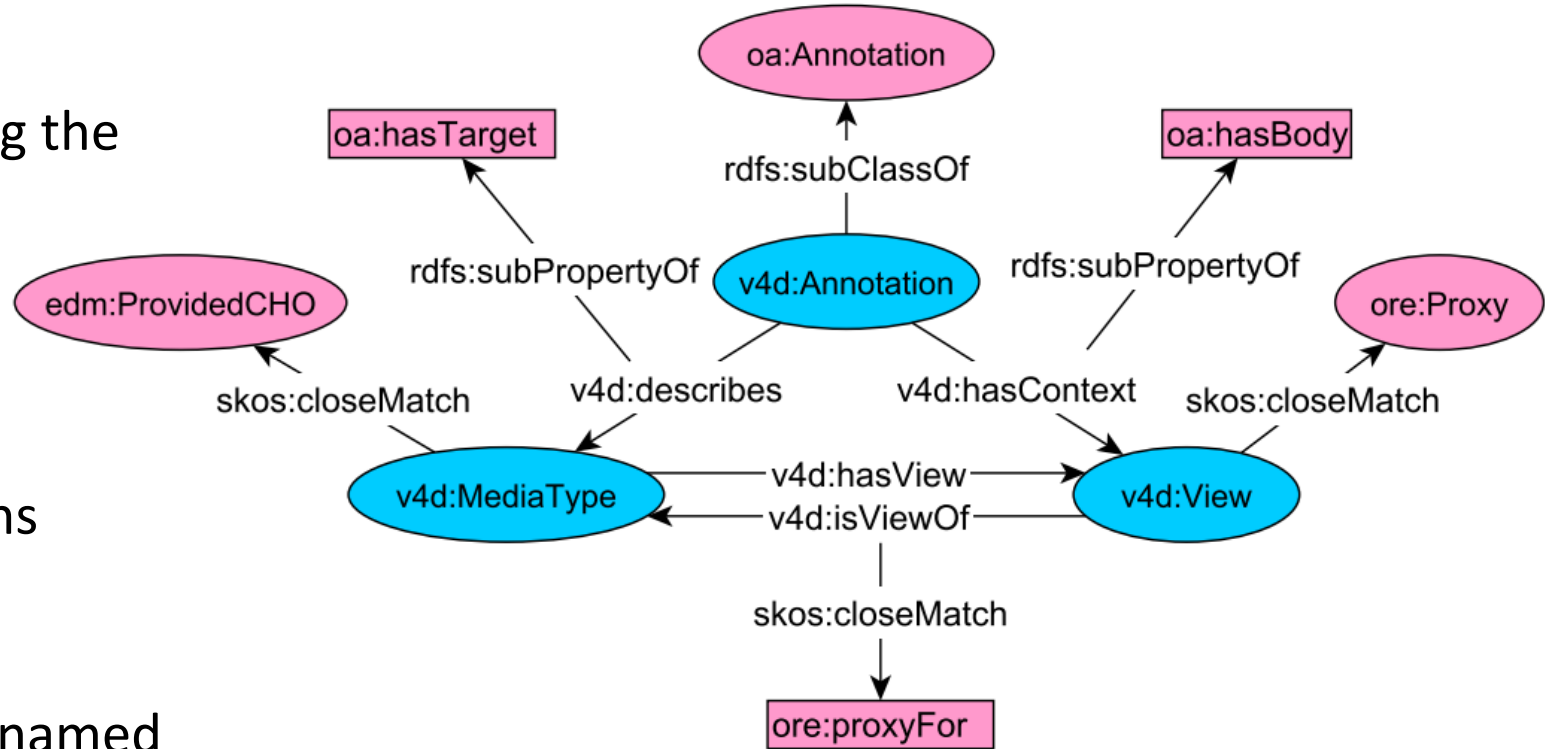 oa:Annotation
g the
oa:hasTarget
oa:hasBody
rdfs:subClassOf
rdfs:subPropertyOf
rdfs:subPropertyOf
v4d:Annotation
edm:ProvidedCHO
ore:Proxy
skos:closeMatch
v4d:describes
v4d:hasContext
skos:closeMatch
v4d:MediaType
v4d:hasView
v4d:View
v4d:isViewOf
ns
skos:closeMatch
ore:proxyFor
named